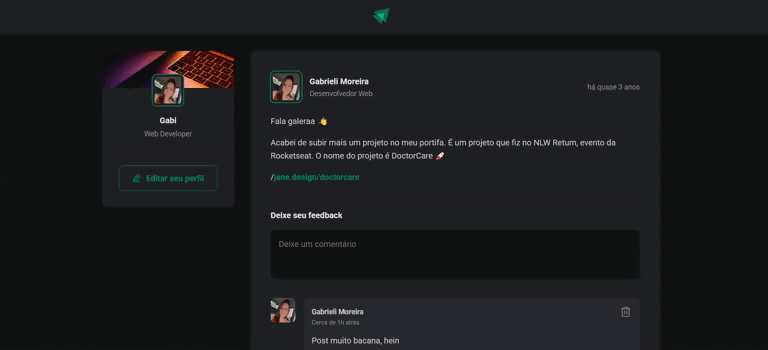 Gabi
Web Developer
Editar seu perfil
Gabrieli Moreira
Desenvolvedor Web
há quase 3 anos
Fala galeraa 👋
Acabei de subir mais um projeto no meu portifa. É um projeto que fiz no NLW Return, evento da
Rocketseat. O nome do projeto é DoctorCare 🚀
/jane.design/doctorcare
Deixe seu feedback
Deixe um comentário
Gabrieli Moreira
Cerca de 1h atrás
Post muito bacana, hein